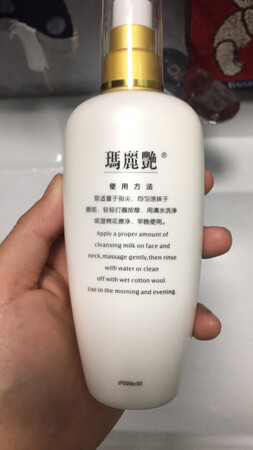 瑪麗艷®
使用方法
取适量于指尖，均匀涂抹于
面部，轻轻打圈按摩，用清水洗净
或湿棉花擦净，早晚使用。
Apply a proper amount of
cleansing milk on face and
neck,massage gently,then rinse
with water or clean
off with wet cotton wool.
Use in the morning and evening.